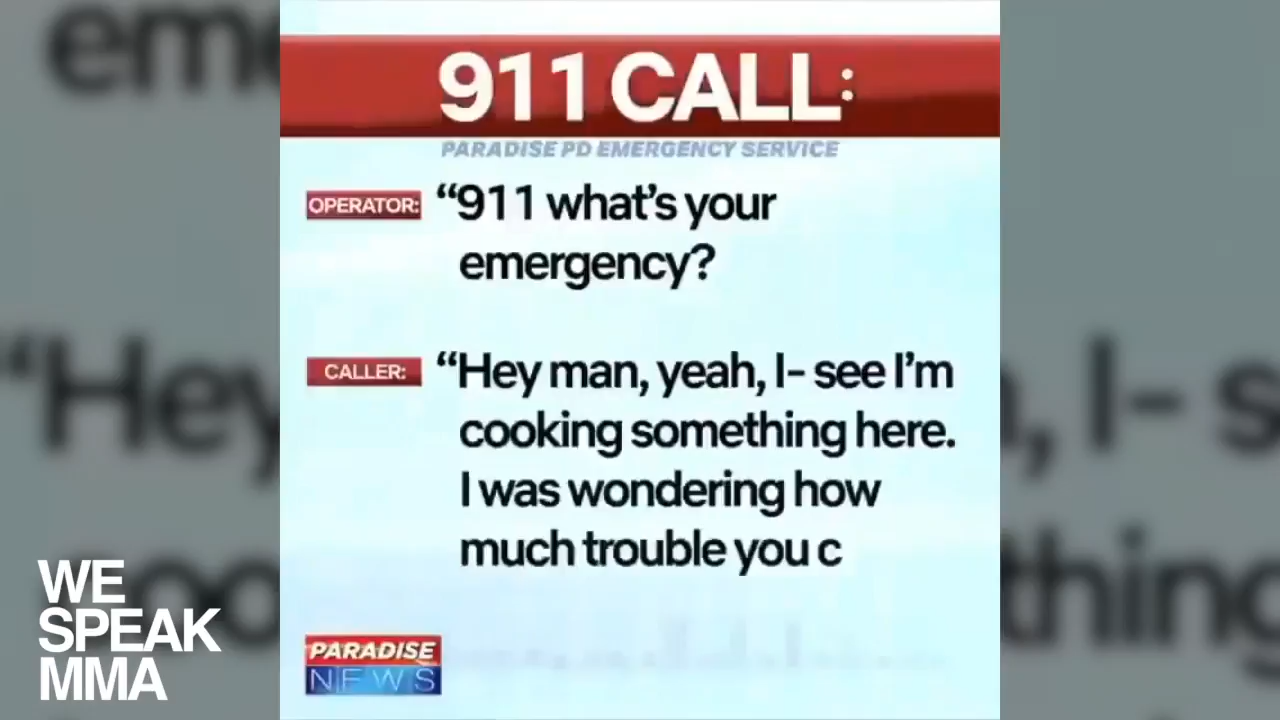 911 CALL:
PARADISE PD EMERGENCY SERVICE
OPERATOR: “911 what’s your
emergency?
CALLER: “Hey man, yeah, I- see I’m
cooking something here.
I was wondering how
much trouble you c
PARADISE
NEWS
WE
SPEAK
MMA